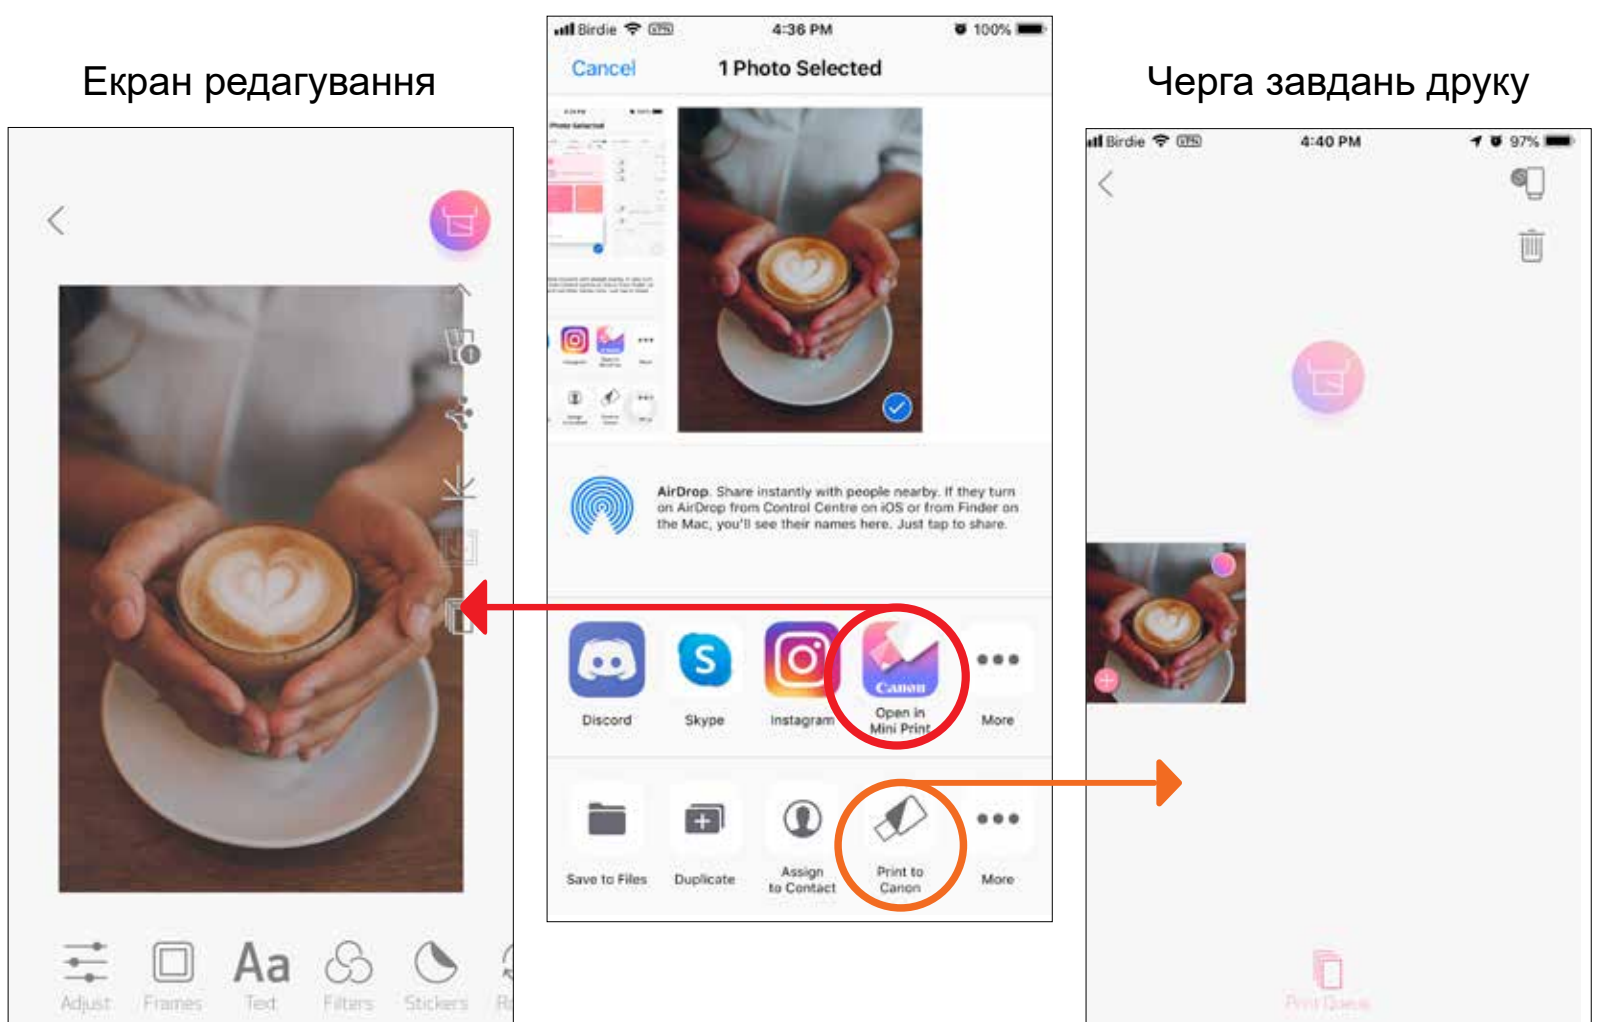 Екран редагування
Adjust
Frames
Aa
Text
Filters
Stickers
Birdie
VPN
4:36 PM
100%
Cancel
1 Photo Selected
AirDrop. Share instantly with people nearby. If they turn
on AirDrop from Control Centre on iOS or from Finder on
the Mac, you'll see their names here. Just tap to share.
Canon
Discord
Skype
Instagram
Open in
Mini Print
More
Save to Files
Duplicate
Assign
to Contact
Print to
Canon
More
Черга завдань друку
Birdie
VPN
4:40 PM
97%
Print Queue